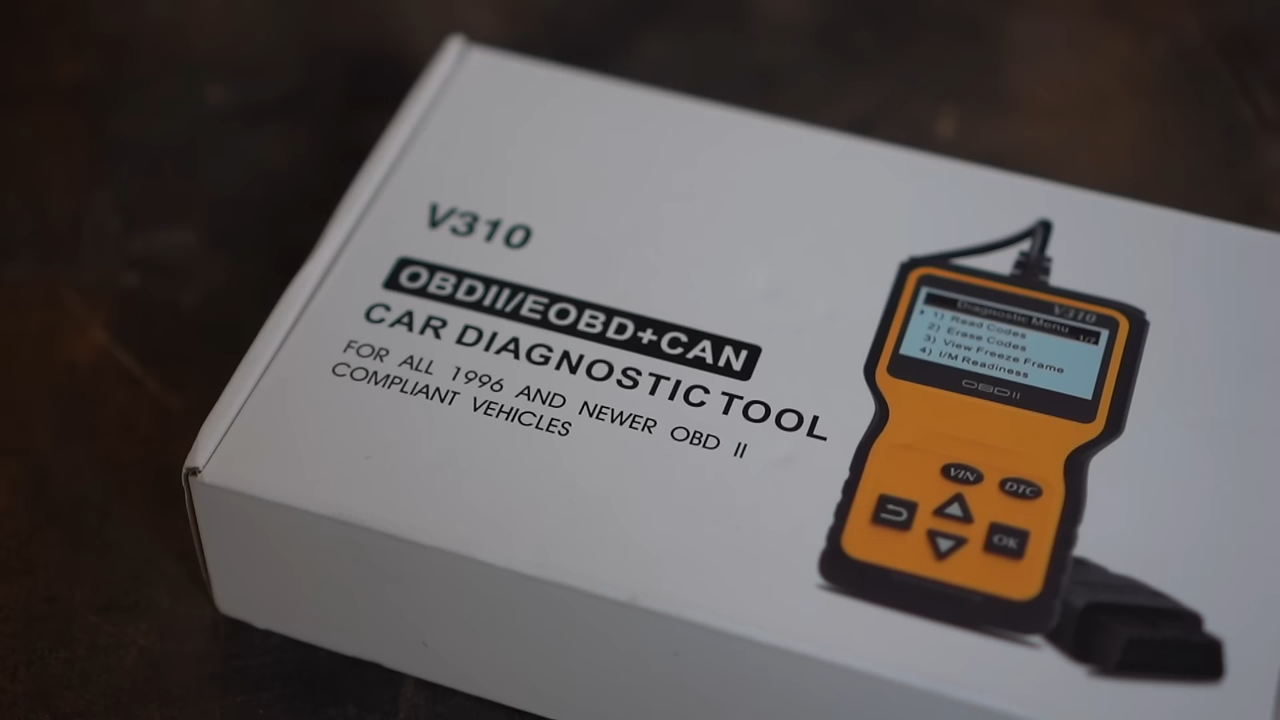 V310
OBDII/EOBD+CAN
CAR DIAGNOSTIC TOOL
FOR ALL 1996 AND NEWER OBD II
COMPLIANT VEHICLES
V310
Diagnostic Menu 1/2
1) Read Codes
2) Erase Codes
3) View Freeze Frame
4) I/M Readiness
OBDII
VIN
DTC
OK